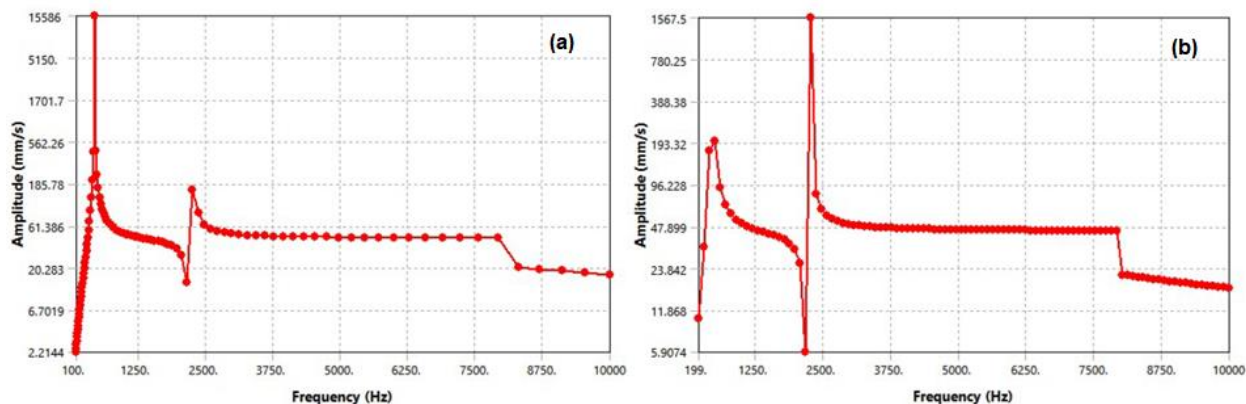 15586
5150.
1701.7
562.26
185.78
61.386
20.283
6.7019
2.2144
Amplitude (mm/s)
(a)
100. 1250. 2500. 3750. 5000. 6250. 7500. 8750. 10000
Frequency (Hz)
1567.5
780.25
388.38
193.32
96.228
47.899
23.842
11.868
5.9074
Amplitude (mm/s)
(b)
199. 1250. 2500. 3750. 5000. 6250. 7500. 8750. 10000
Frequency (Hz)